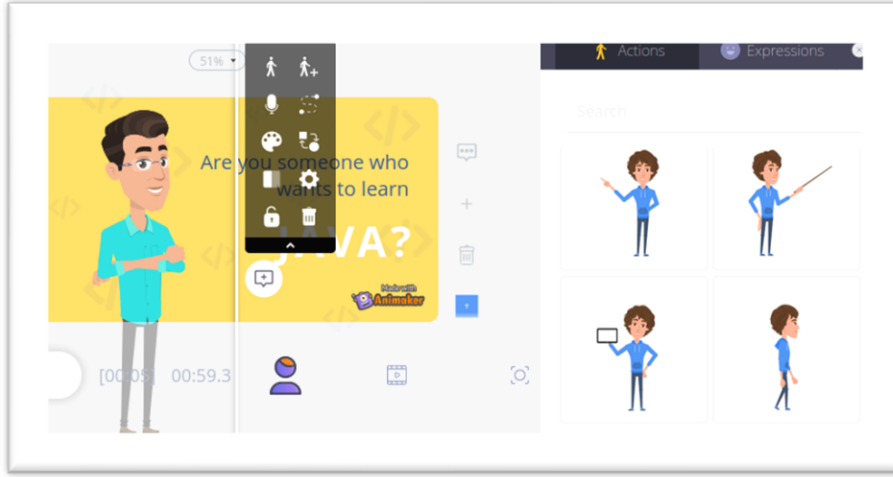 51%
Actions
Expressions
Search
Are you someone who
wants to learn
JAVA?
Made with
Animaker
[00:05]
00:59.3